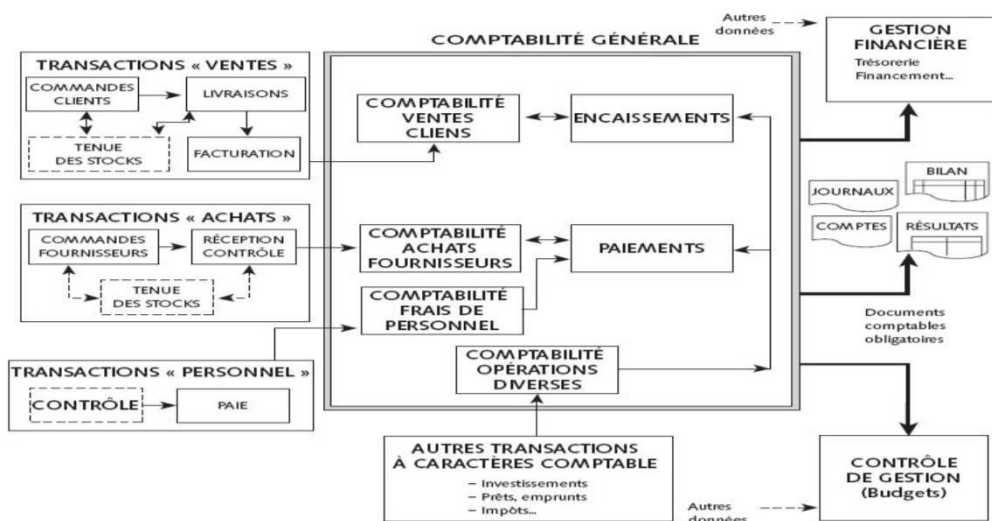 TRANSACTIONS « VENTES »
COMMANDES
CLIENTS
LIVRAISONS
TENUE
DES STOCKS
FACTURATION
TRANSACTIONS « ACHATS »
COMMANDES
FOURNISSEURS
RÉCEPTION
CONTRÔLE
TENUE
DES STOCKS
TRANSACTIONS « PERSONNEL »
CONTRÔLE
PAIE
COMPTABILITÉ GÉNÉRALE
COMPTABILITÉ
VENTES
CLIENS
ENCAISSEMENTS
COMPTABILITÉ
ACHATS
FOURNISSEURS
PAIEMENTS
COMPTABILITÉ
FRAIS DE
PERSONNEL
COMPTABILITÉ
OPÉRATIONS
DIVERSES
AUTRES TRANSACTIONS
À CARACTÈRES COMPTABLE
– Investissements
– Prêts, emprunts
– Impôts...
Autres
données
GESTION
FINANCIÈRE
Trésorerie
Financement...
JOURNAUX
BILAN
COMPTES
RÉSULTATS
Documents
comptables
obligatoires
Autres
données
CONTRÔLE
DE GESTION
(Budgets)